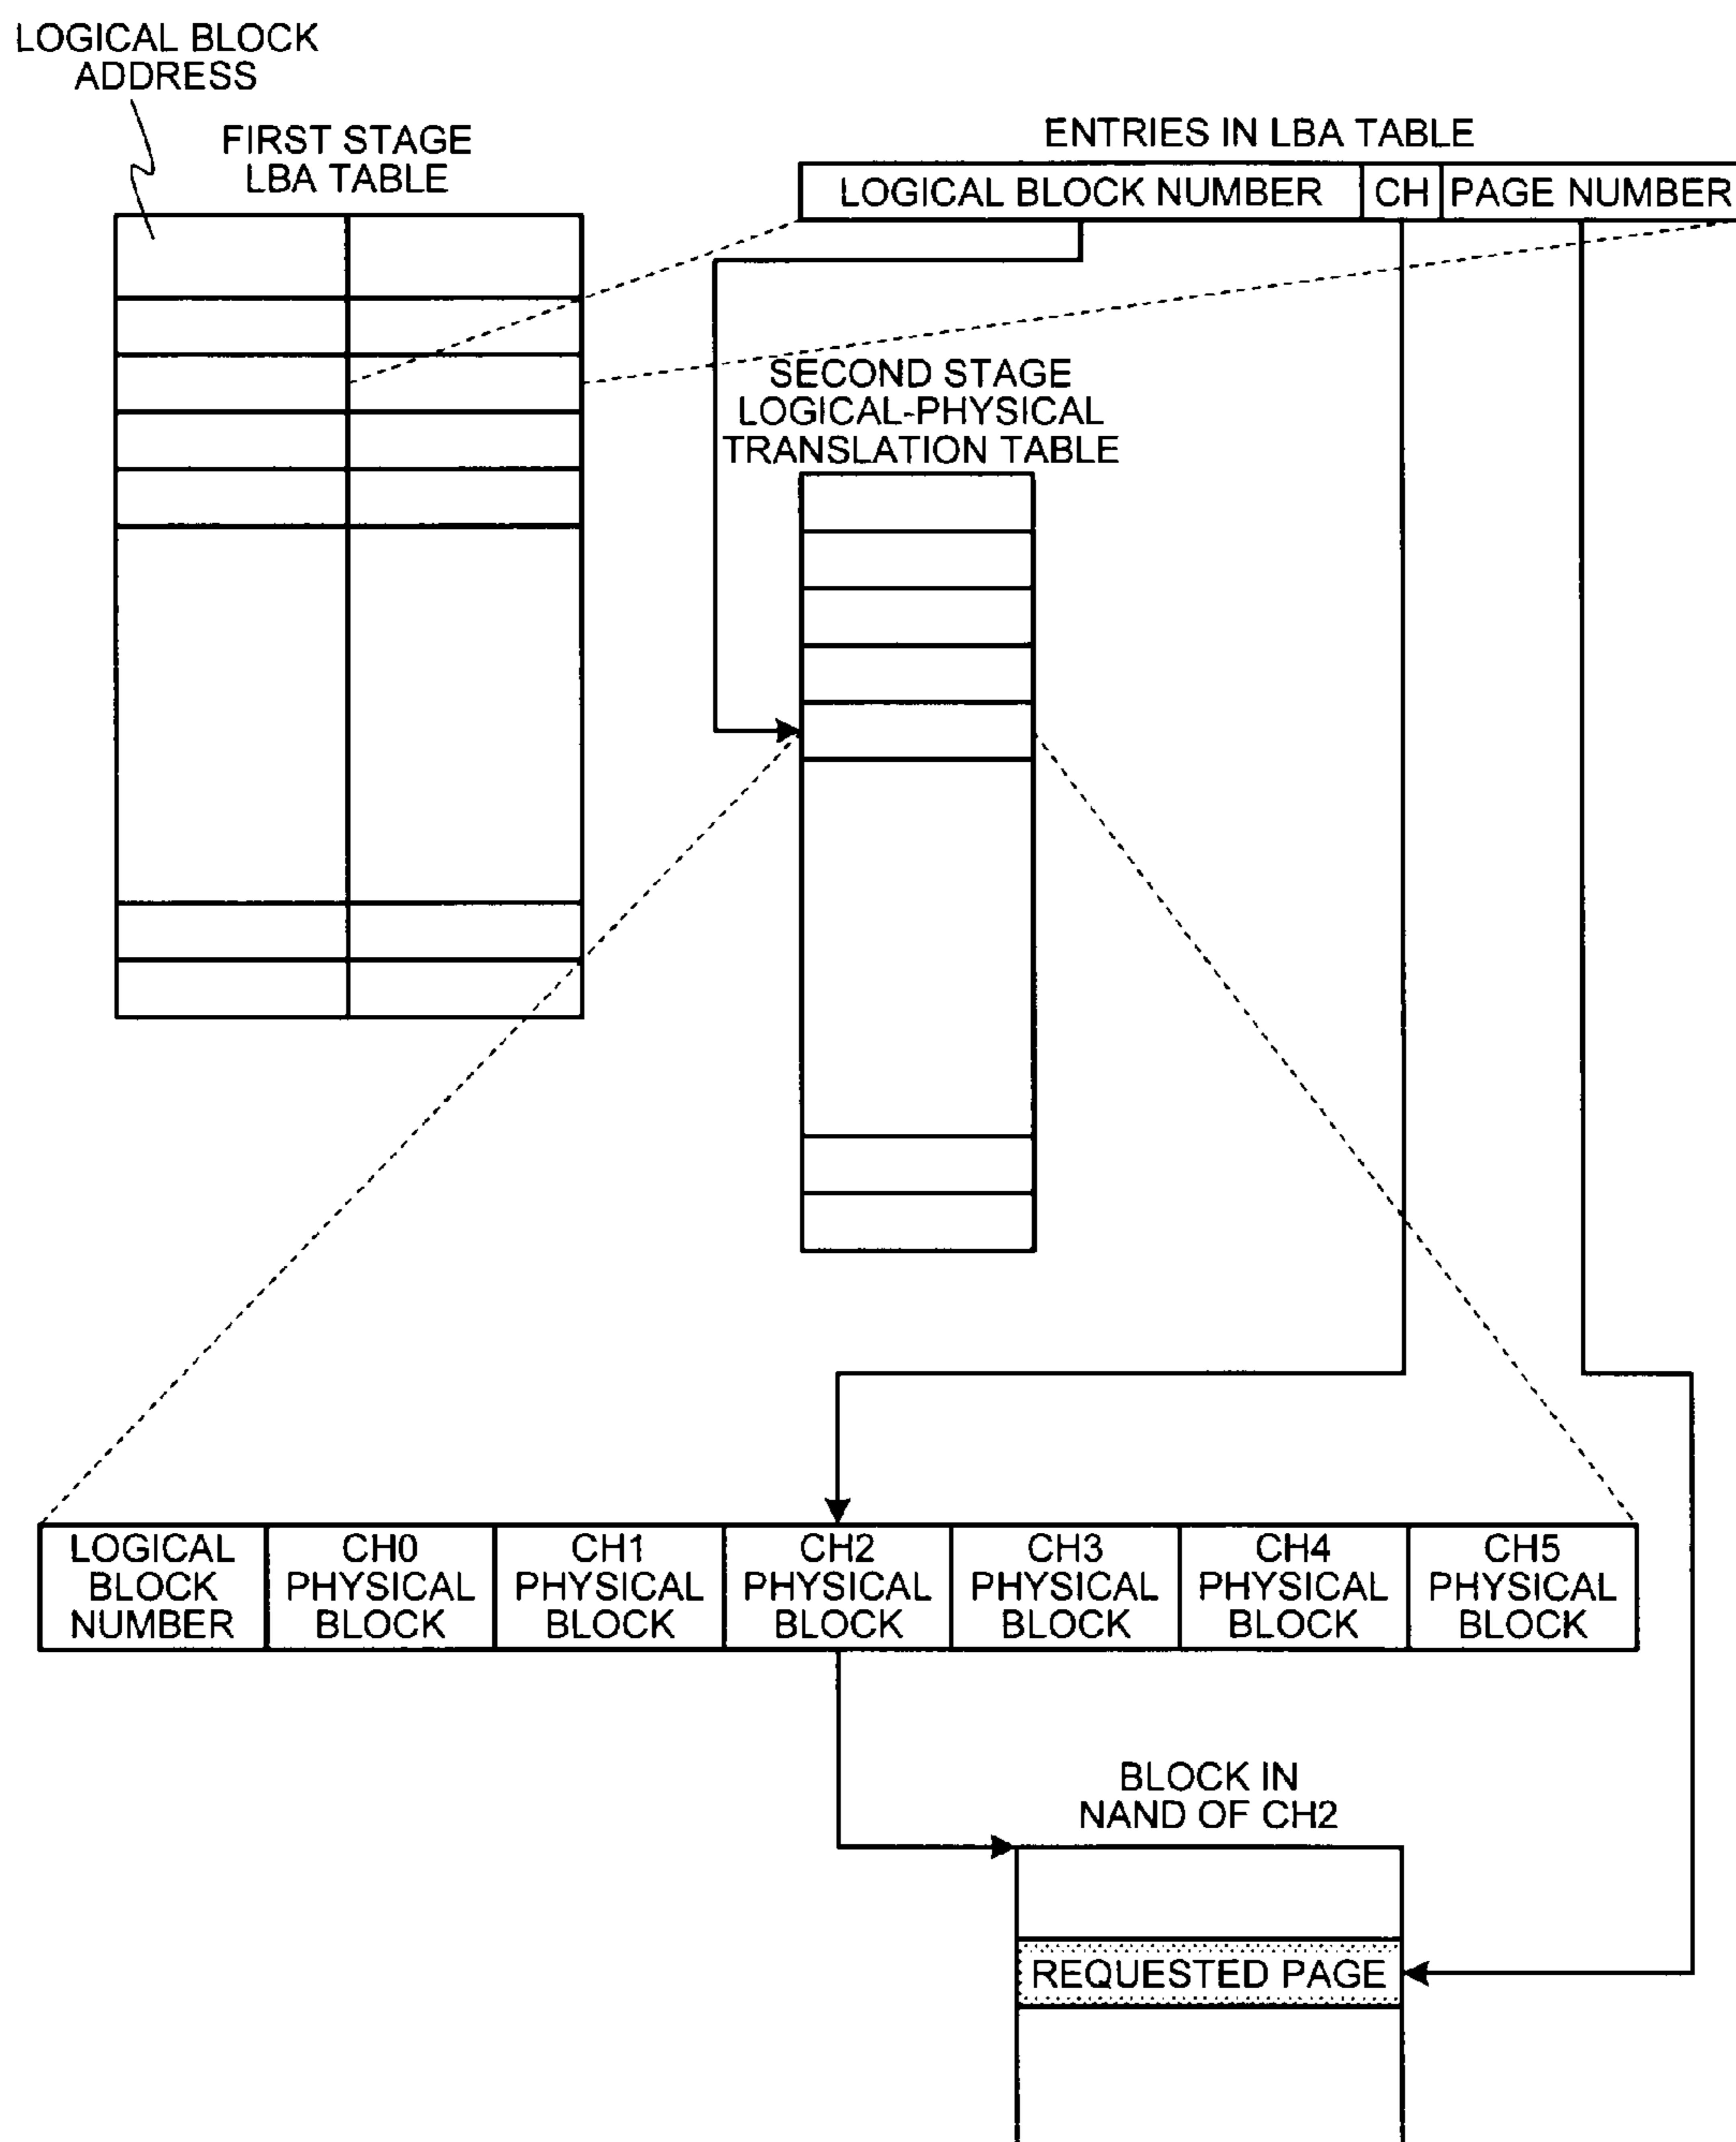 LOGICAL BLOCK
ADDRESS
FIRST STAGE
LBA TABLE
ENTRIES IN LBA TABLE
LOGICAL BLOCK NUMBER CH PAGE NUMBER
SECOND STAGE
LOGICAL-PHYSICAL
TRANSLATION TABLE
LOGICAL
BLOCK
NUMBER
CH0
PHYSICAL
BLOCK
CH1
PHYSICAL
BLOCK
CH2
PHYSICAL
BLOCK
CH3
PHYSICAL
BLOCK
CH4
PHYSICAL
BLOCK
CH5
PHYSICAL
BLOCK
BLOCK IN
NAND OF CH2
REQUESTED PAGE